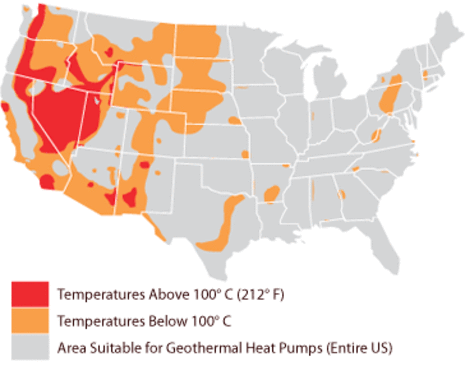 Temperatures Above 100° C (212° F)
Temperatures Below 100° C
Area Suitable for Geothermal Heat Pumps (Entire US)